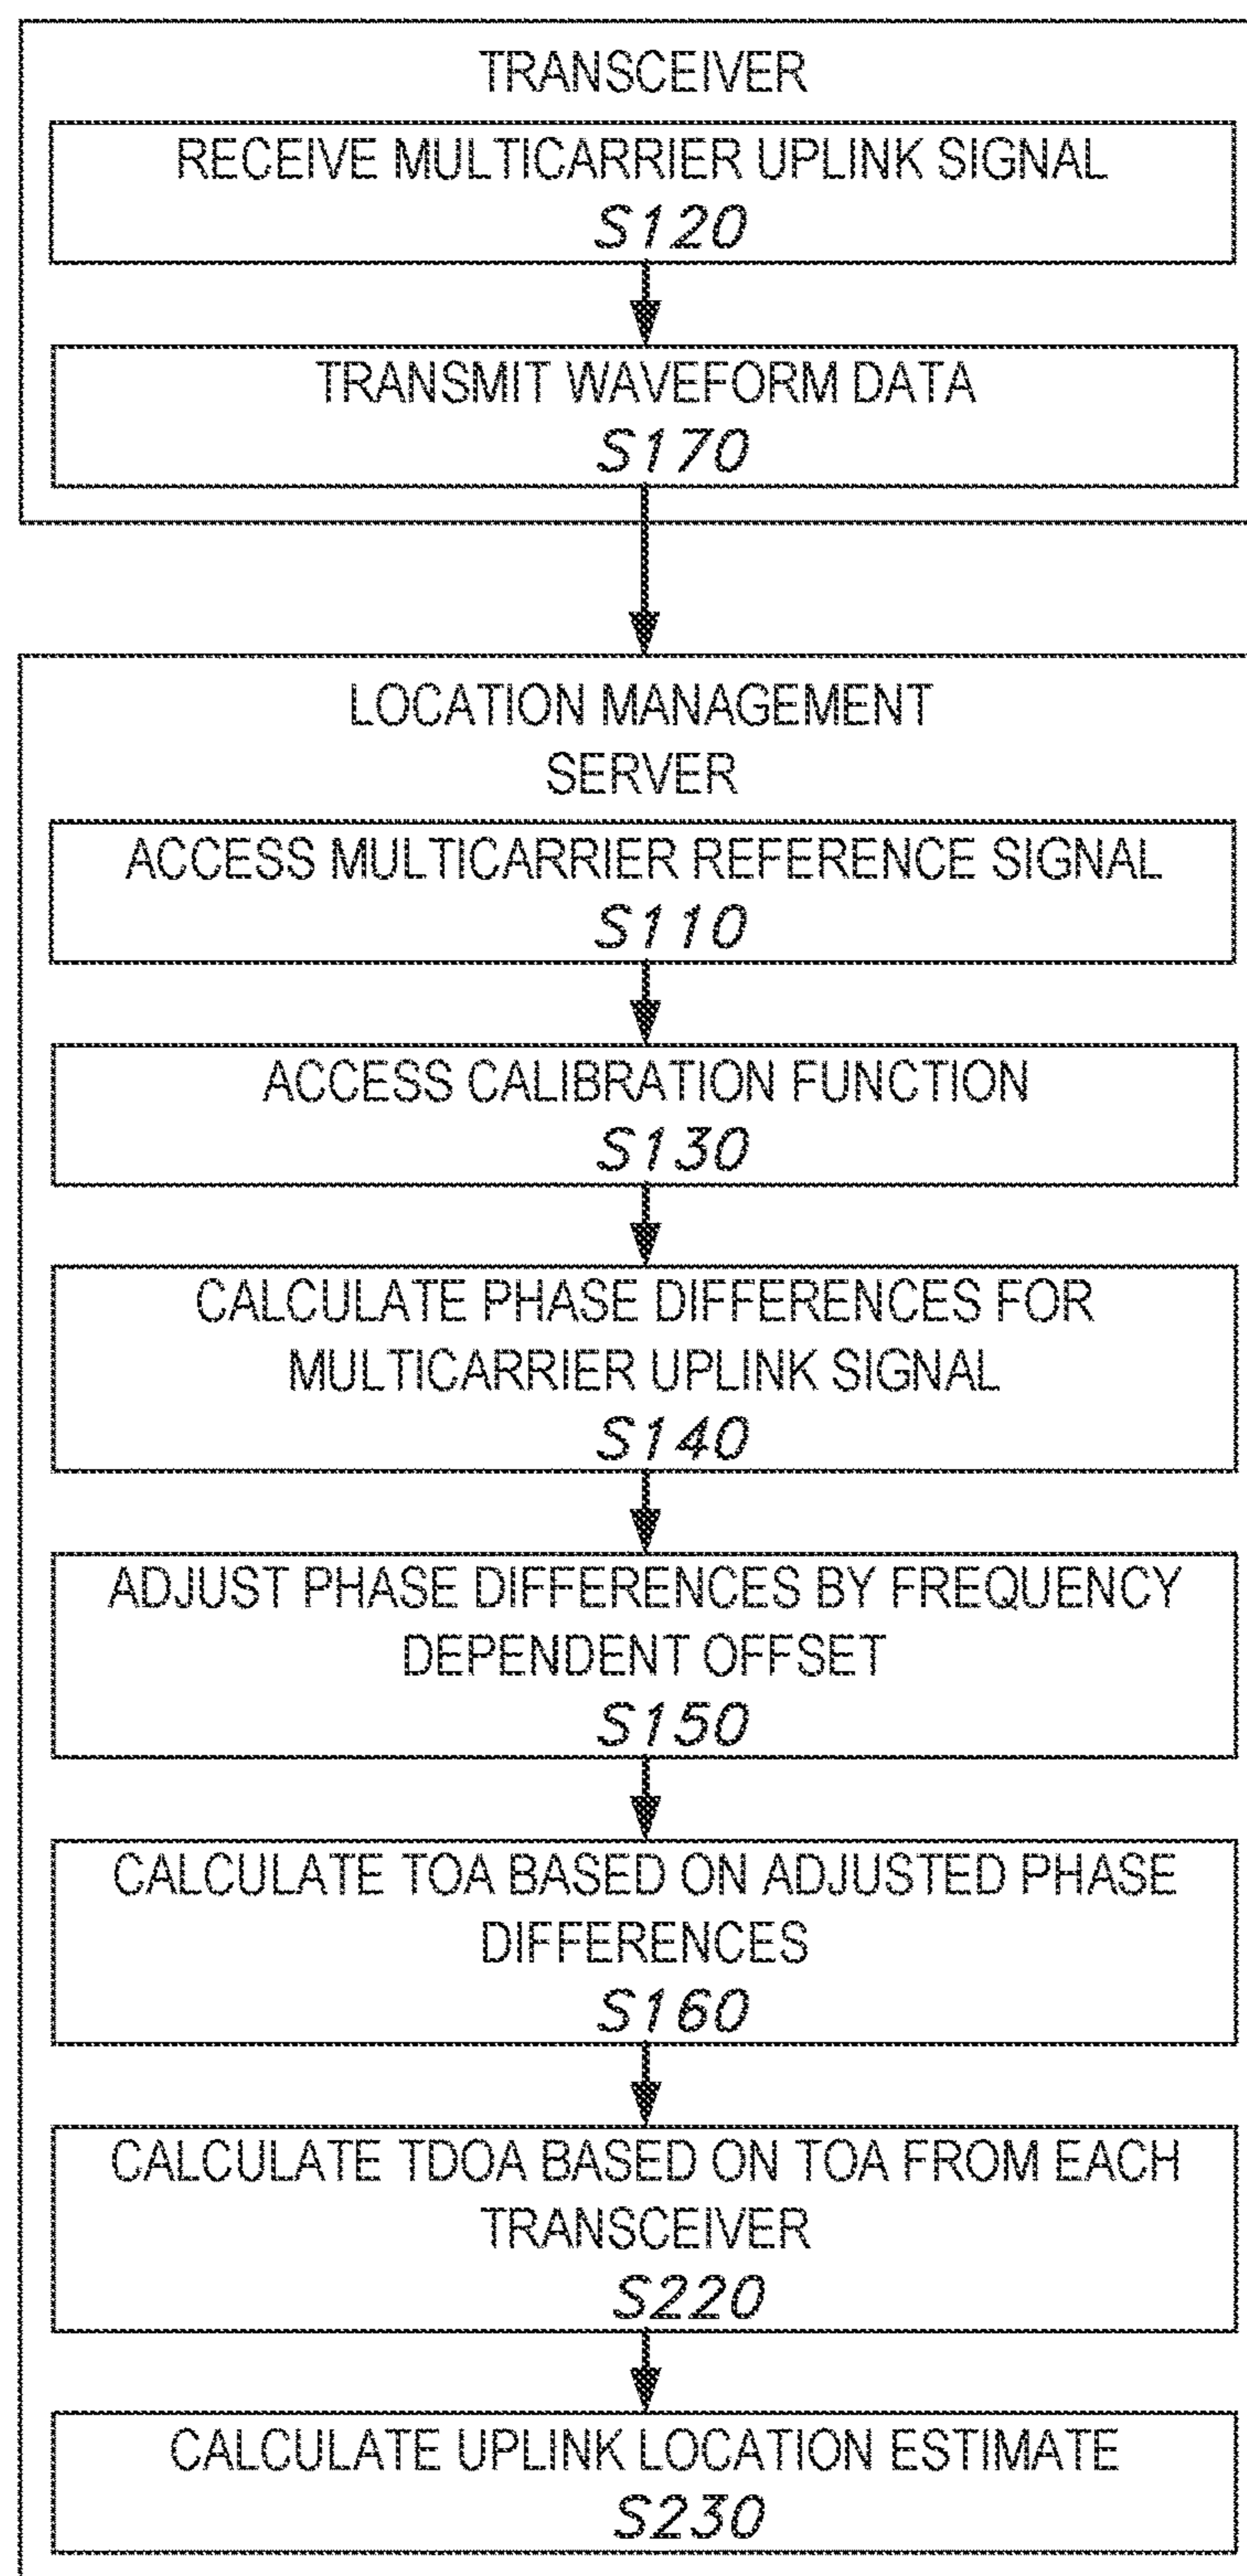 TRANSCEIVER
RECEIVE MULTICARRIER UPLINK SIGNAL
S120
TRANSMIT WAVEFORM DATA
S170
LOCATION MANAGEMENT
SERVER
ACCESS MULTICARRIER REFERENCE SIGNAL
S110
ACCESS CALIBRATION FUNCTION
S130
CALCULATE PHASE DIFFERENCES FOR
MULTICARRIER UPLINK SIGNAL
S140
ADJUST PHASE DIFFERENCES BY FREQUENCY
DEPENDENT OFFSET
S150
CALCULATE TOA BASED ON ADJUSTED PHASE
DIFFERENCES
S160
CALCULATE TDOA BASED ON TOA FROM EACH
TRANSCEIVER
S220
CALCULATE UPLINK LOCATION ESTIMATE
S230